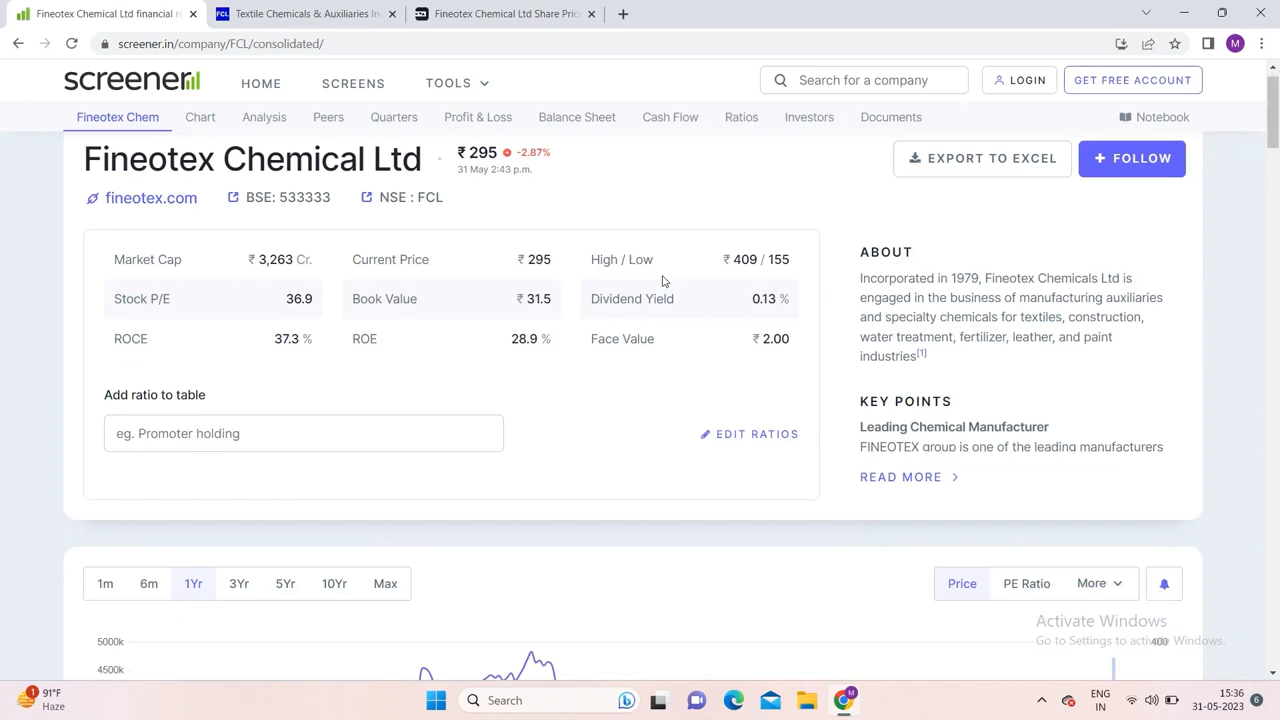 Fineotex Chemical Ltd financial r
Textile Chemicals & Auxiliaries In
Fineotex Chemical Ltd Share Pric
screener.in/company/FCL/consolidated/
M
screener
HOME
SCREENS
TOOLS
Search for a company
LOGIN
GET FREE ACCOUNT
Fineotex Chem
Chart
Analysis
Peers
Quarters
Profit & Loss
Balance Sheet
Cash Flow
Ratios
Investors
Documents
Notebook
Fineotex Chemical Ltd
₹ 295 -2.87%
31 May 2:43 p.m.
EXPORT TO EXCEL
FOLLOW
fineotex.com
BSE: 533333
NSE : FCL
Market Cap ₹ 3,263 Cr.
Current Price ₹ 295
High / Low ₹ 409 / 155
Stock P/E 36.9
Book Value ₹ 31.5
Dividend Yield 0.13 %
ROCE 37.3 %
ROE 28.9 %
Face Value ₹ 2.00
Add ratio to table
eg. Promoter holding
EDIT RATIOS
ABOUT
Incorporated in 1979, Fineotex Chemicals Ltd is
engaged in the business of manufacturing auxiliaries
and specialty chemicals for textiles, construction,
water treatment, fertilizer, leather, and paint
industries[1]
KEY POINTS
Leading Chemical Manufacturer
FINEOTEX group is one of the leading manufacturers
READ MORE
1m
6m
1Yr
3Yr
5Yr
10Yr
Max
Price
PE Ratio
More
5000k
4500k
400
Activate Windows
Go to Settings to activate Windows.
1
91°F
Haze
Search
M
ENG
IN
15:36
31-05-2023
6